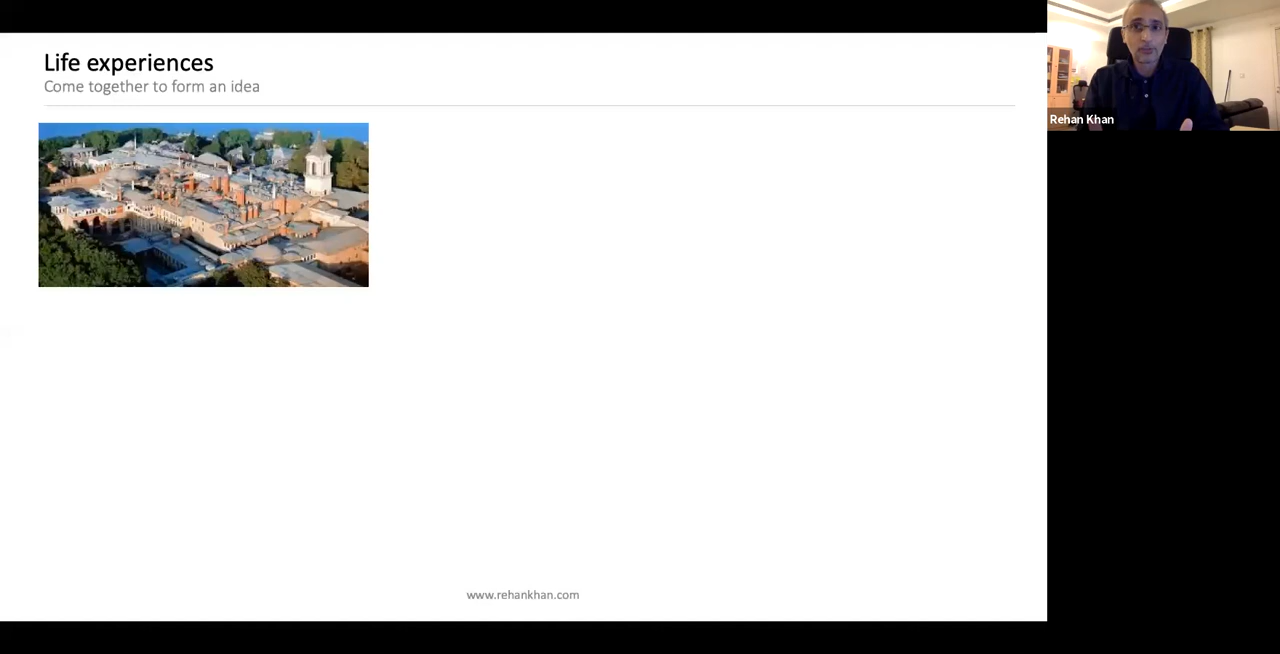 Life experiences
Come together to form an idea
Rehan Khan
www.rehankhan.com